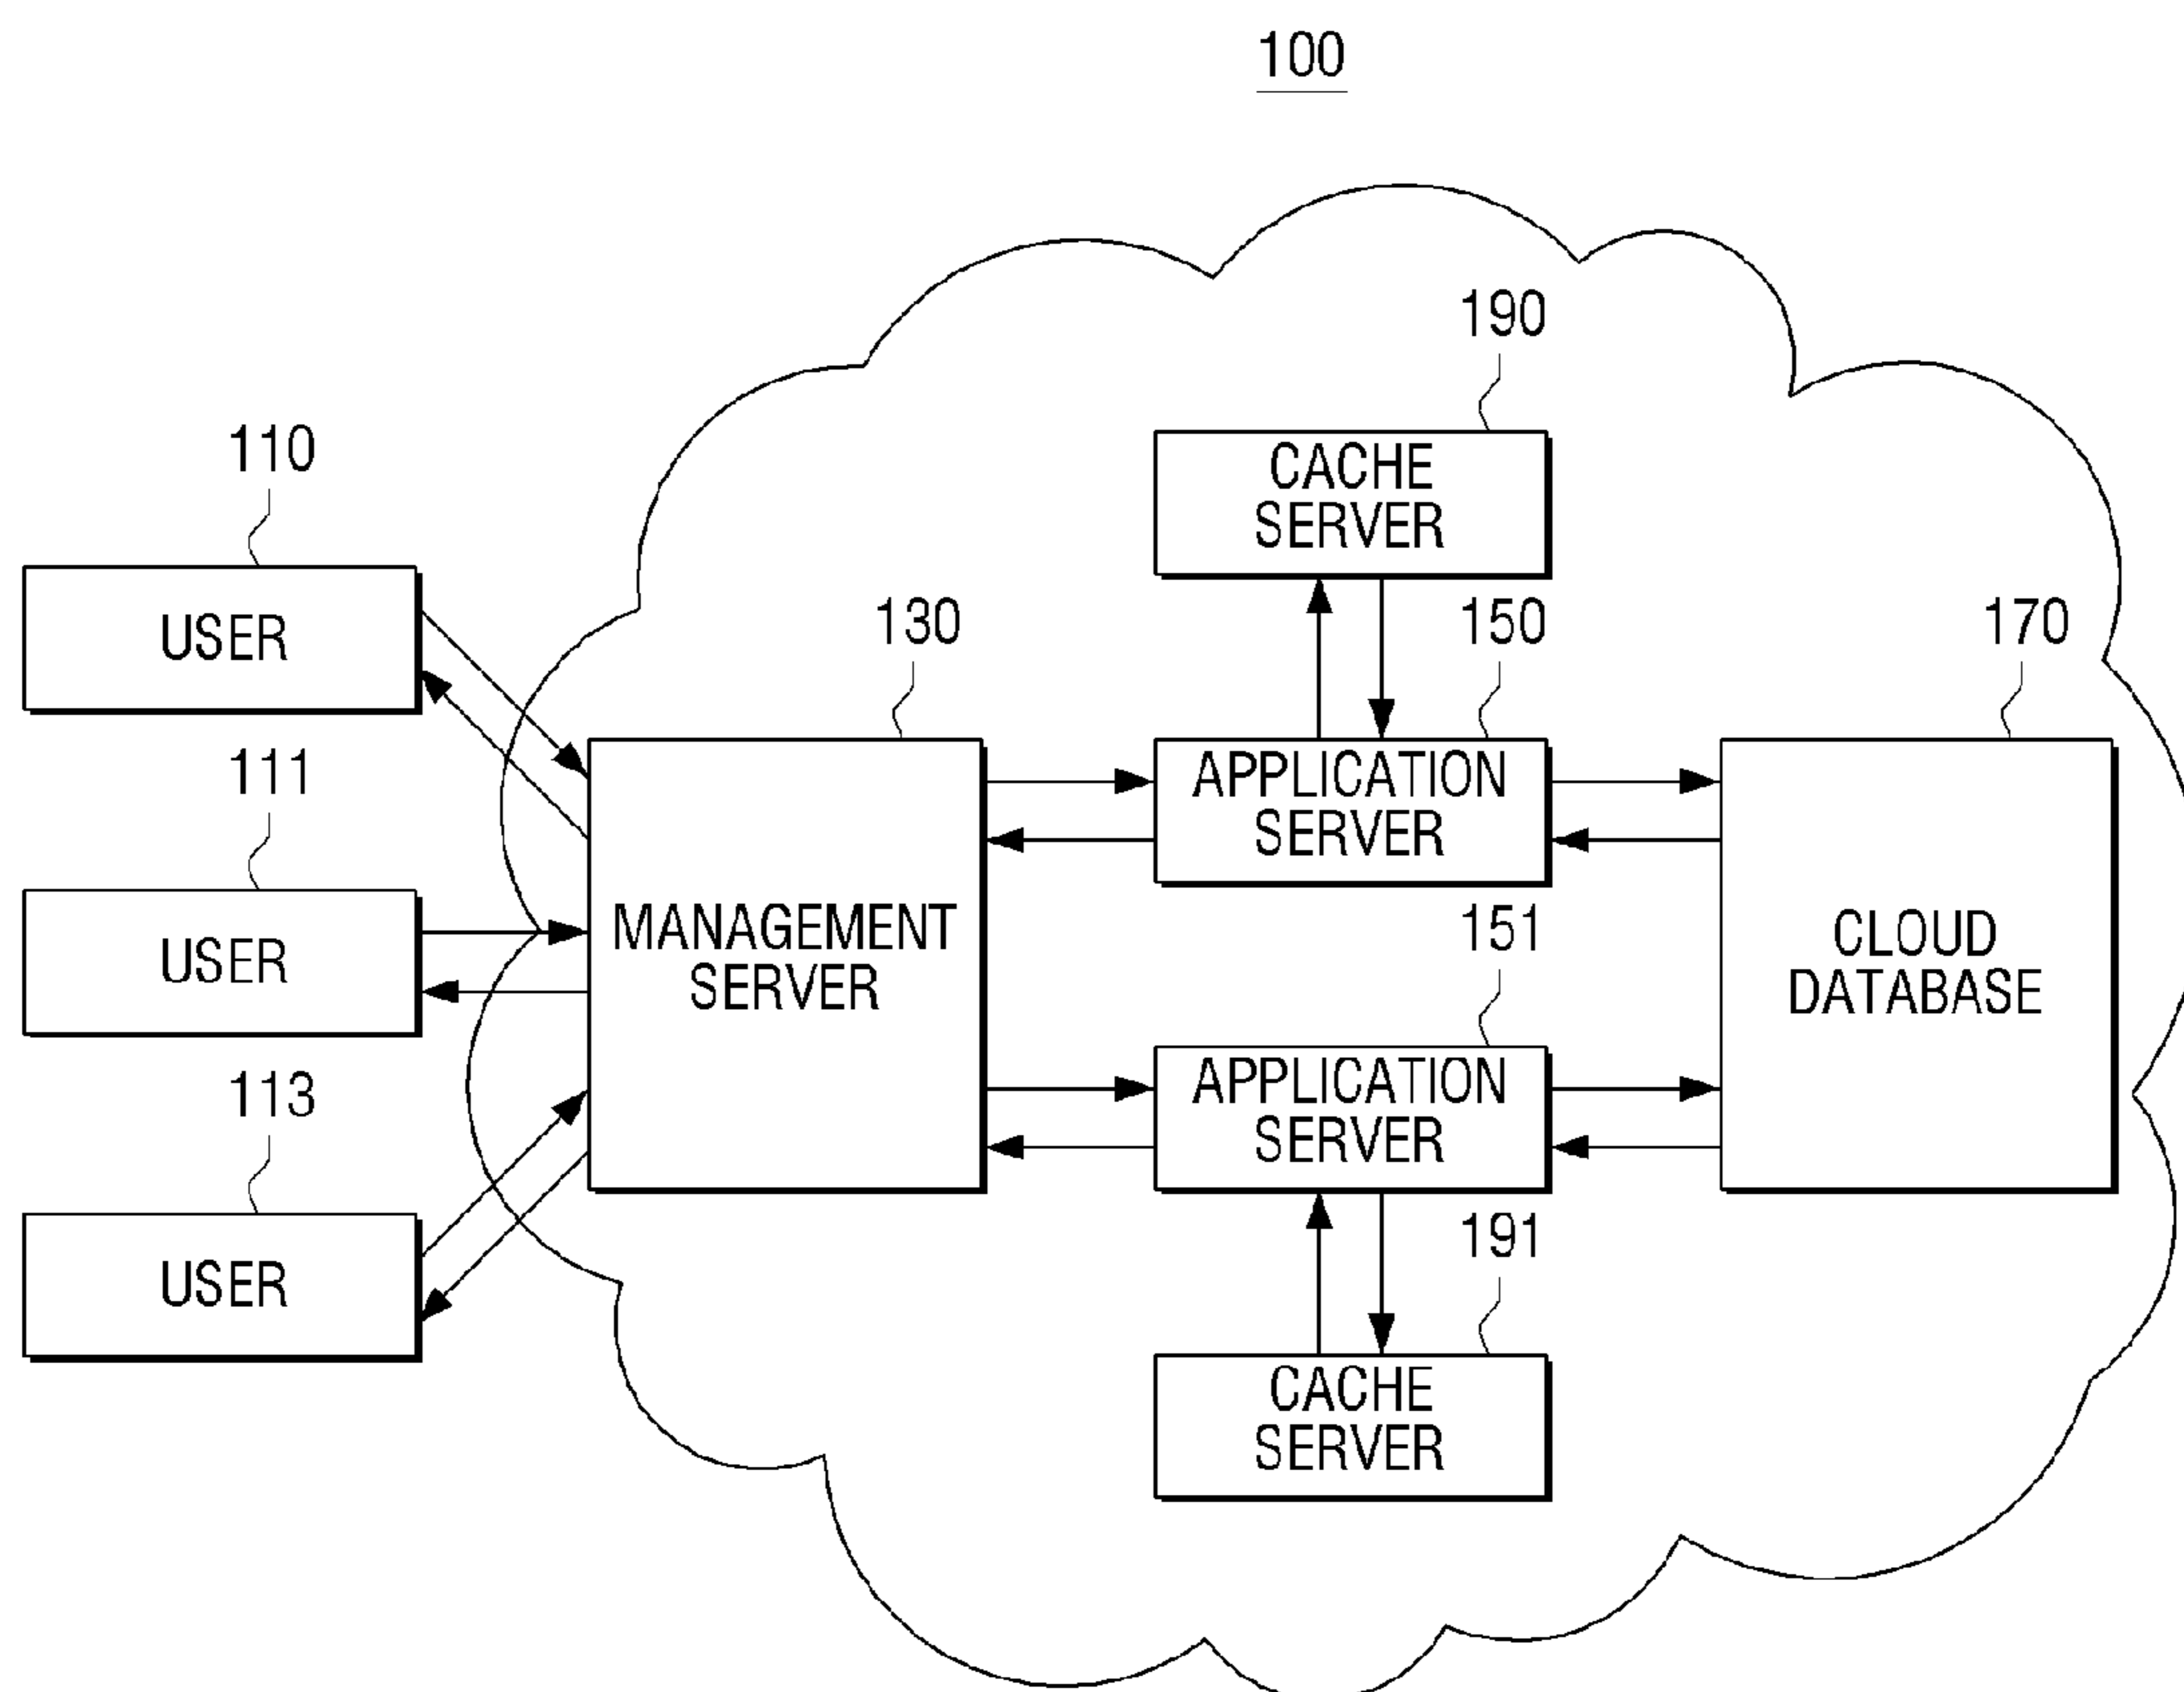 100
190
CACHE
SERVER
110
USER
130
150
170
111
USER
MANAGEMENT
SERVER
APPLICATION
SERVER
151
CLOUD
DATABASE
APPLICATION
SERVER
113
USER
191
CACHE
SERVER